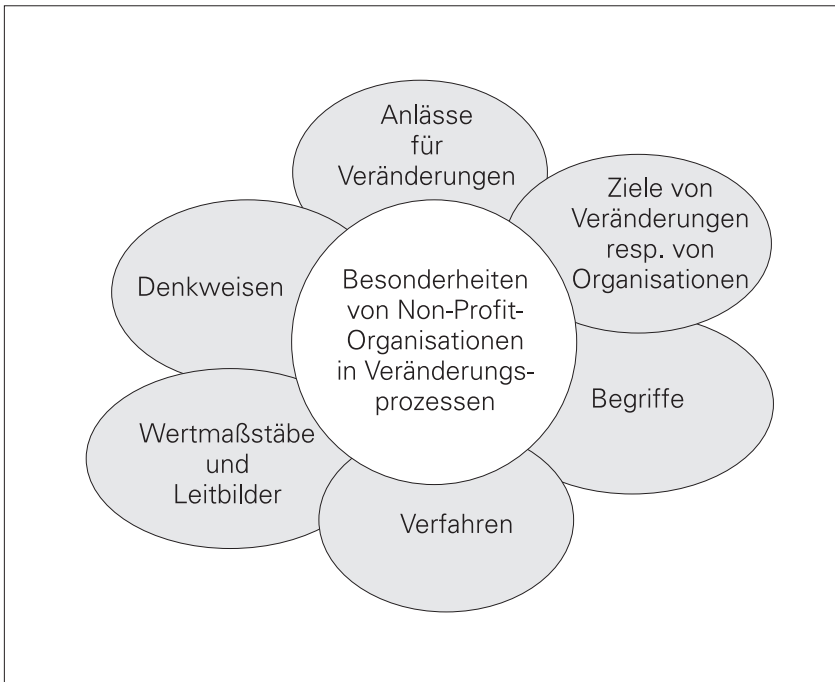 Anlässe
für
Veränderungen
Ziele von
Veränderungen
resp. von
Organisationen
Denkweisen
Besonderheiten
von Non-Profit-
Organisationen
in Veränderungs-
prozessen
Begriffe
Wertmaßstäbe
und
Leitbilder
Verfahren